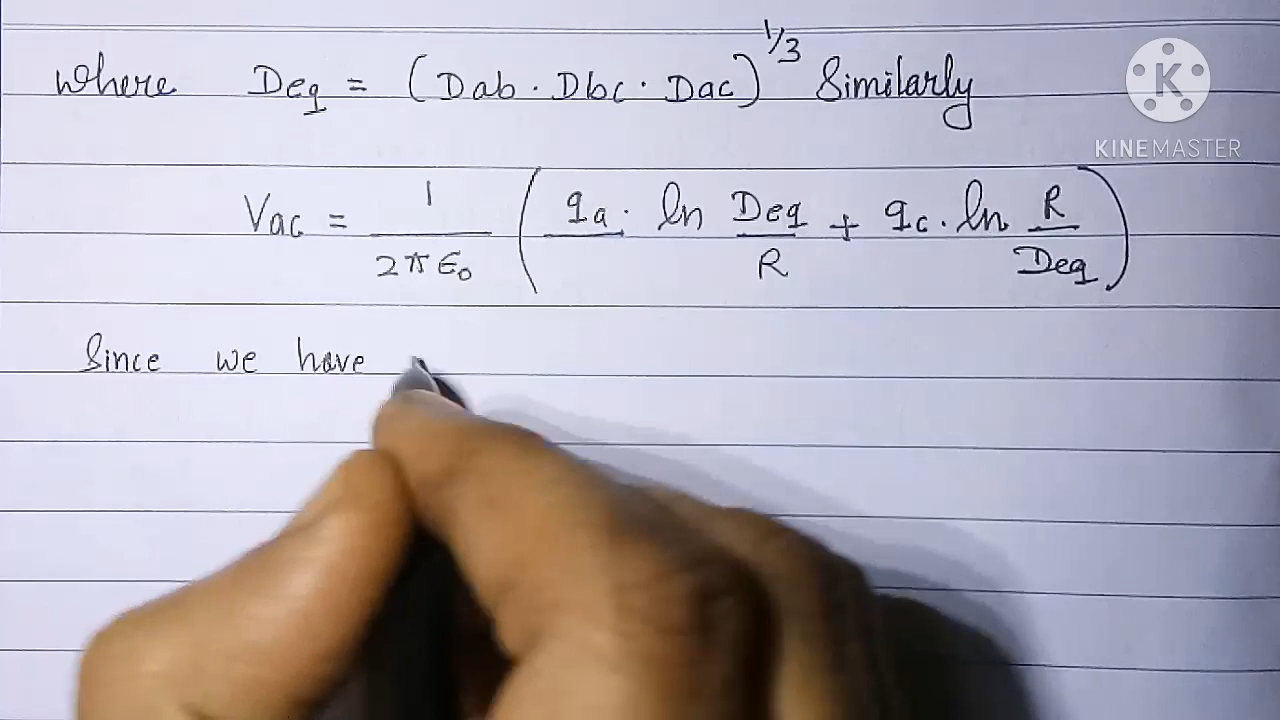 where Deq = (Dab · Dbc · Dac)^1/3 Similarly
K
KINEMASTER
Vac = 1/2πε₀ (qa · ln Deq/R + qc · ln R/Deq)
Since we have